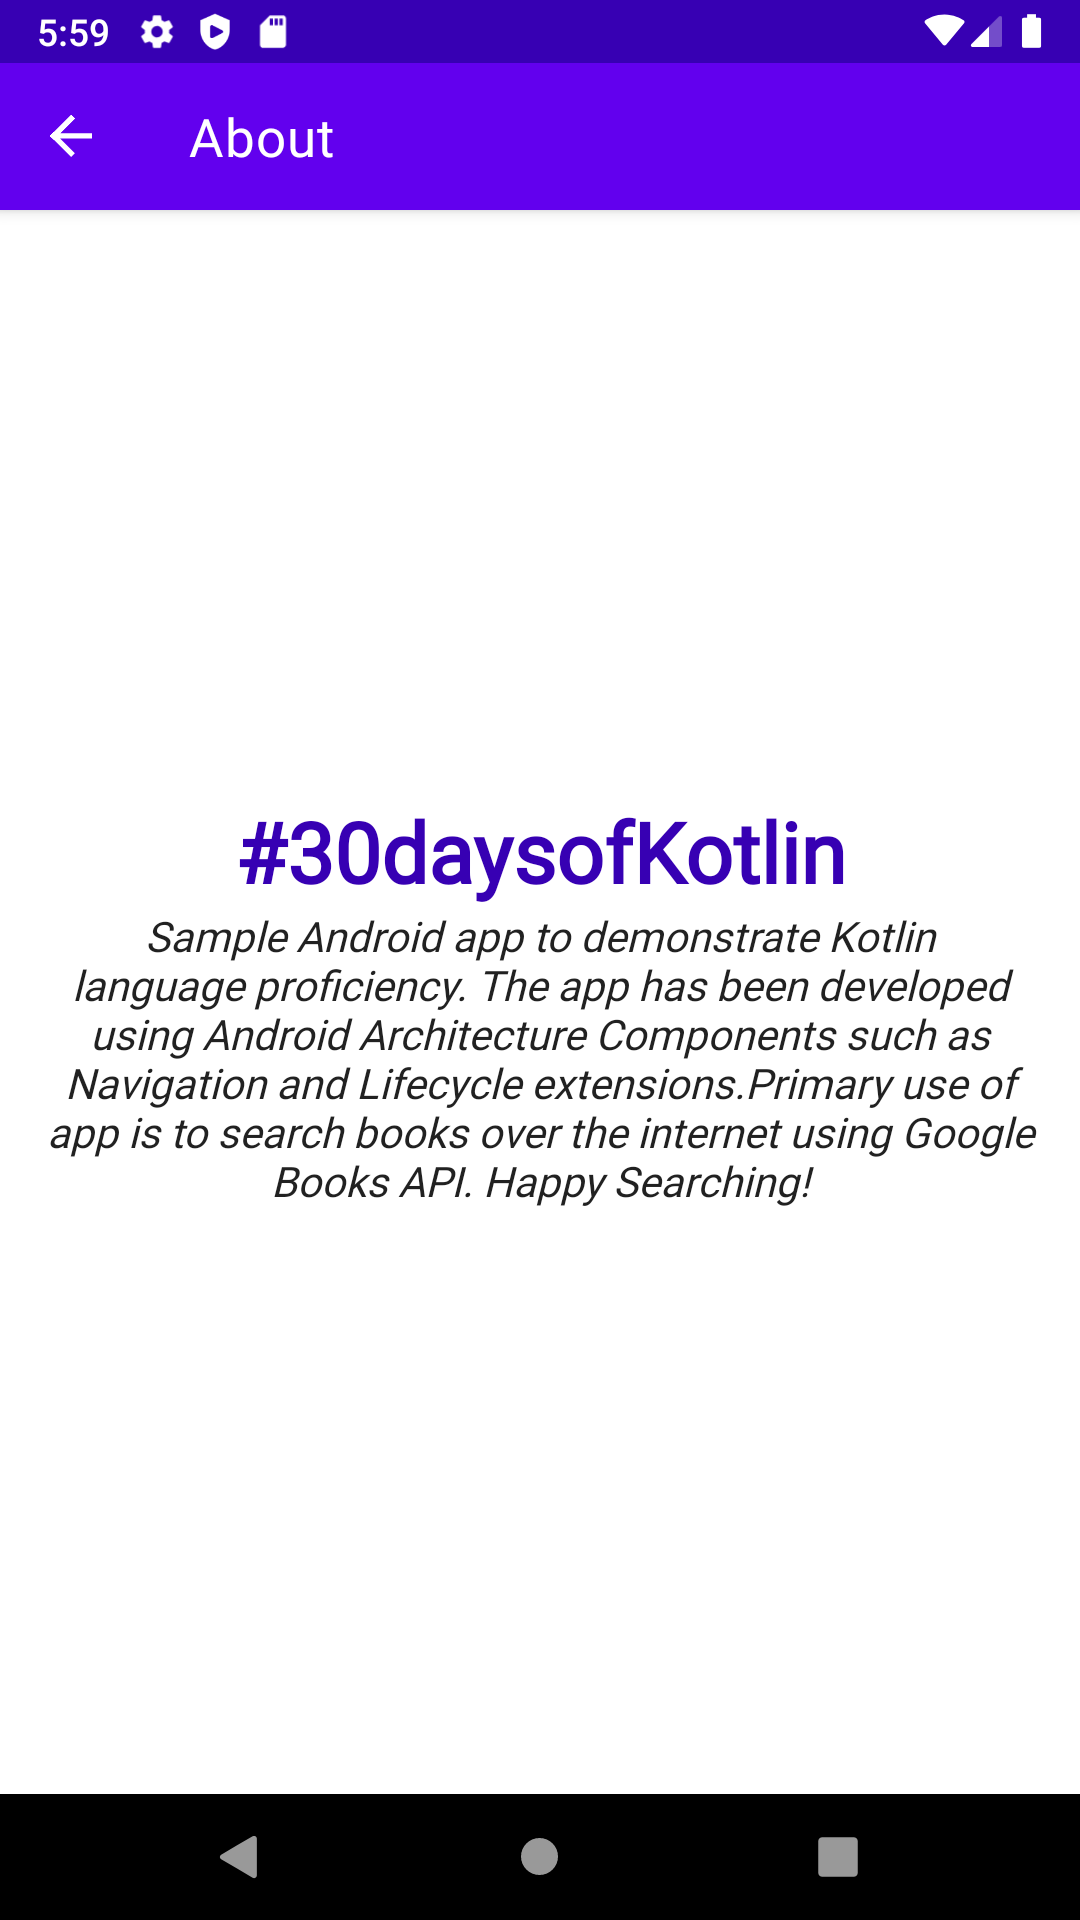 5:59
About
#30daysofKotlin
Sample Android app to demonstrate Kotlin
language proficiency. The app has been developed
using Android Architecture Components such as
Navigation and Lifecycle extensions.Primary use of
app is to search books over the internet using Google
Books API. Happy Searching!